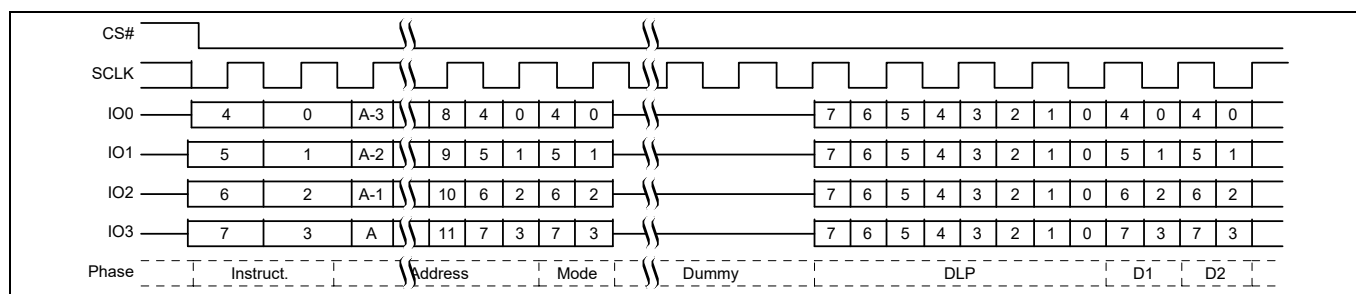 CS#
SCLK
IO0 4 0 A-3 8 4 0 4 0 7 6 5 4 3 2 1 0 4 0 4 0
IO1 5 1 A-2 9 5 1 5 1 7 6 5 4 3 2 1 0 5 1 5 1
IO2 6 2 A-1 10 6 2 6 2 7 6 5 4 3 2 1 0 6 2 6 2
IO3 7 3 A 11 7 3 7 3 7 6 5 4 3 2 1 0 7 3 7 3
Phase Instruct. Address Mode Dummy DLP D1 D2